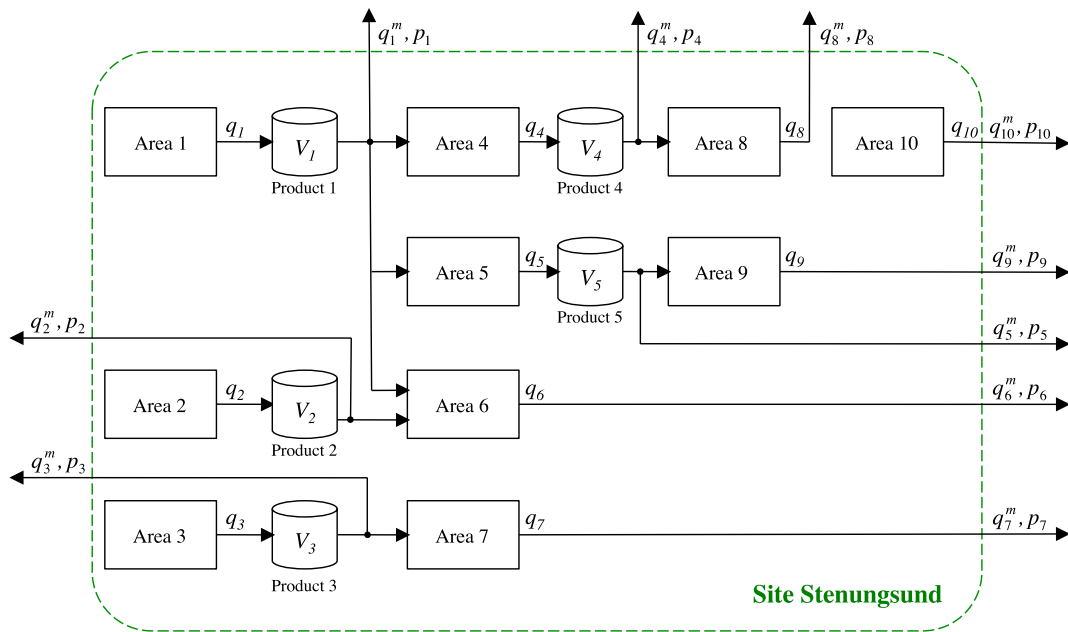 q₁ᵐ, p₁
q₄ᵐ, p₄
q₈ᵐ, p₈
Area 1
q₁
V₁
Product 1
Area 4
q₄
V₄
Product 4
Area 8
q₈
Area 10
q₁₀
q₁₀ᵐ, p₁₀
Area 5
q₅
V₅
Product 5
Area 9
q₉
q₉ᵐ, p₉
q₂ᵐ, p₂
q₅ᵐ, p₅
Area 2
q₂
V₂
Product 2
Area 6
q₆
q₆ᵐ, p₆
q₃ᵐ, p₃
Area 3
q₃
V₃
Product 3
Area 7
q₇
q₇ᵐ, p₇
Site Stenungsund